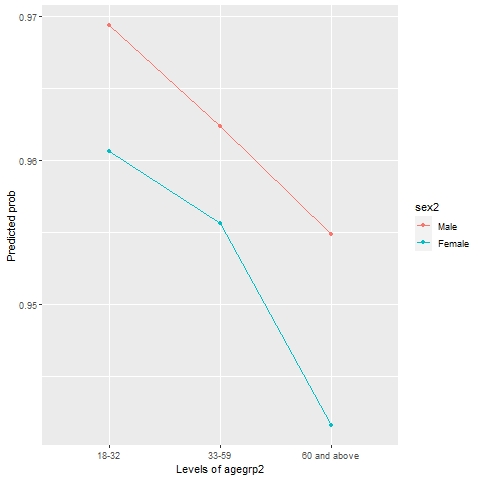 0.97
0.96
0.95
Predicted prob
18-32
33-59
60 and above
Levels of agegrp2
sex2
Male
Female